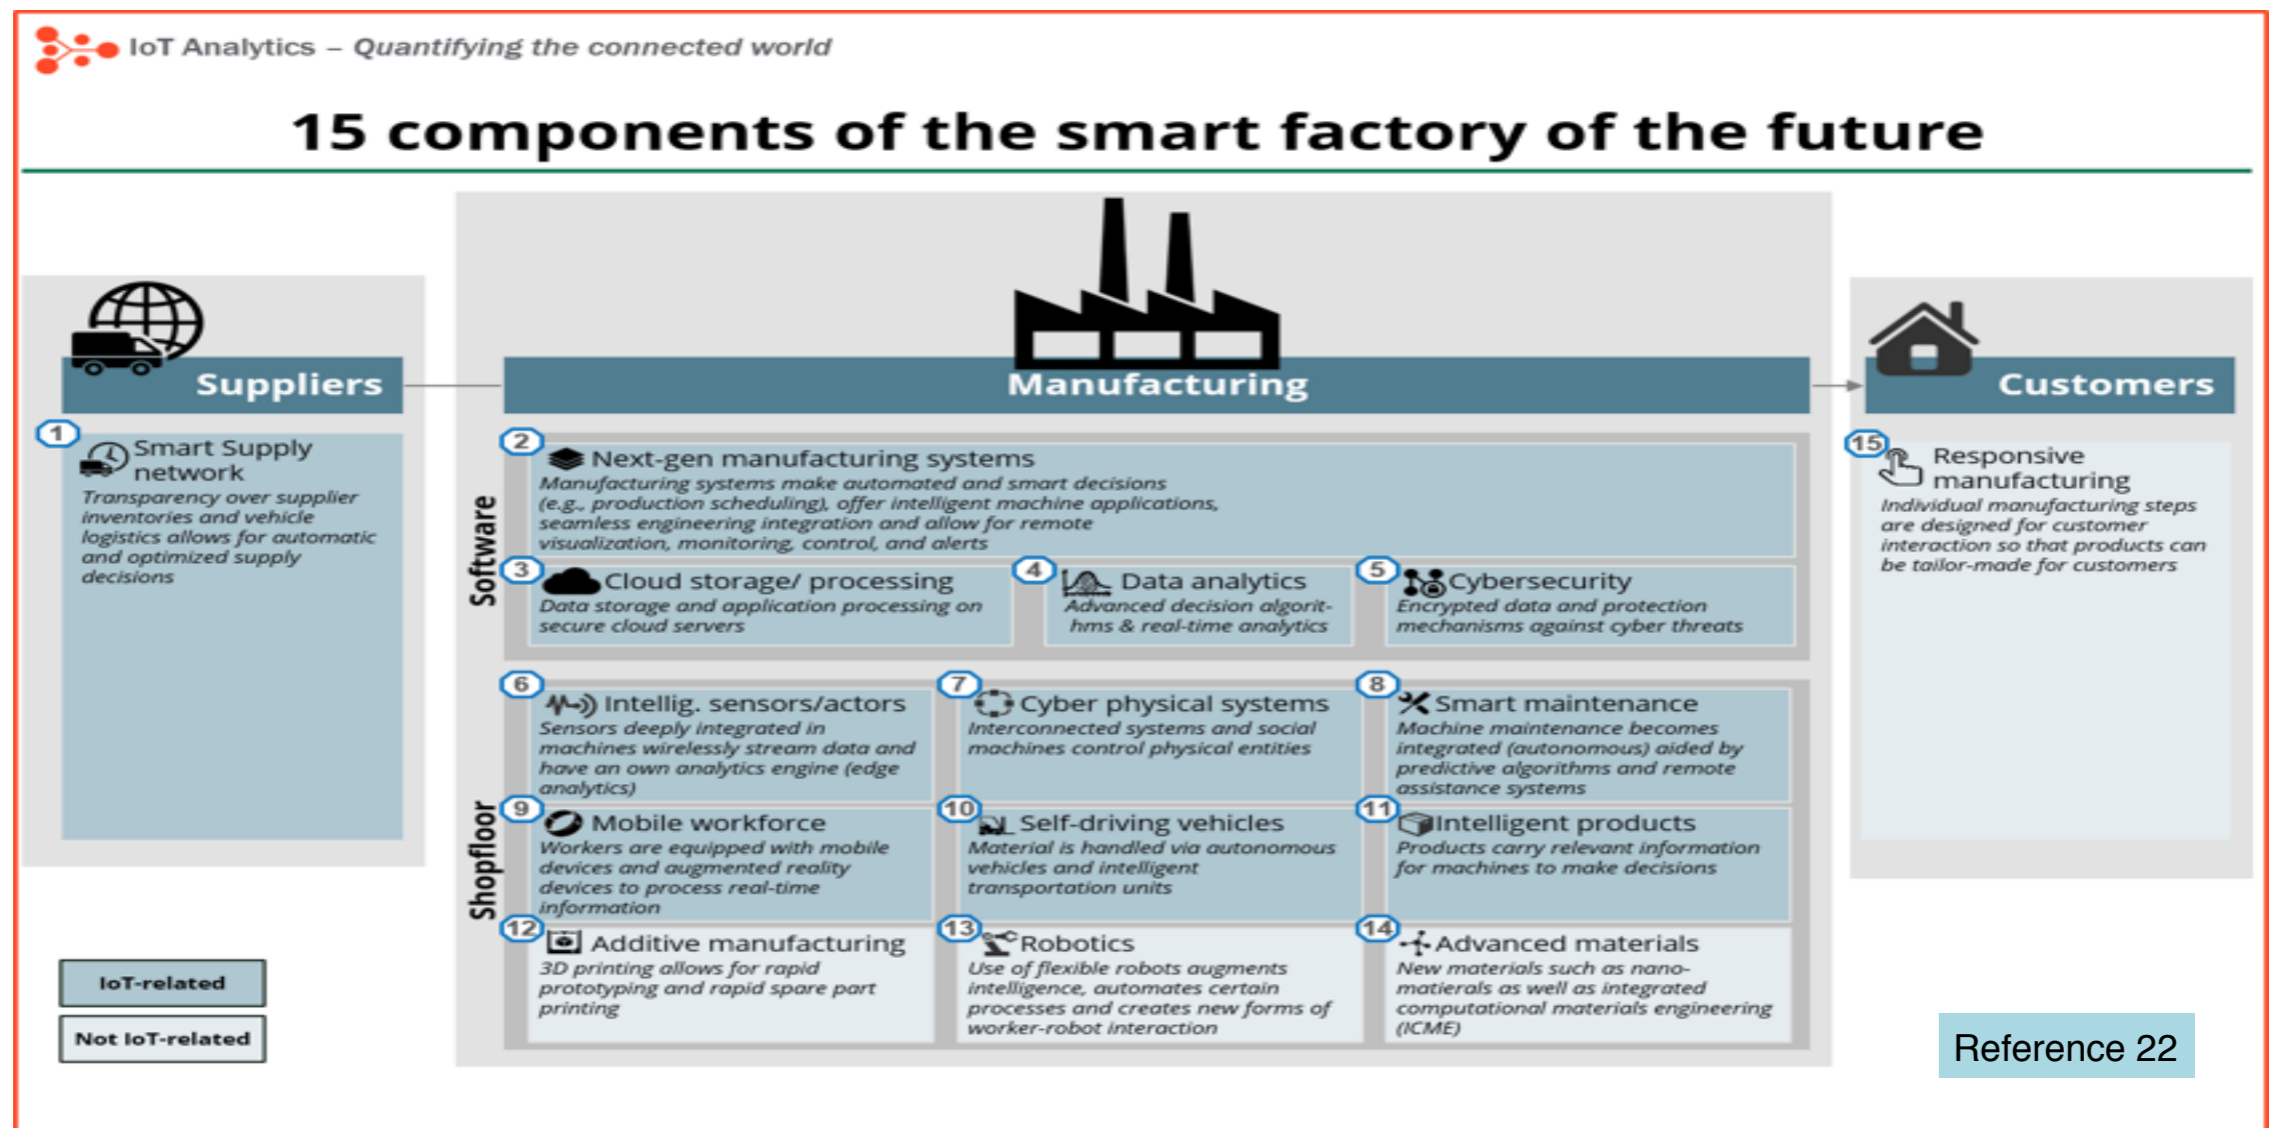 IoT Analytics – Quantifying the connected world
15 components of the smart factory of the future
Suppliers
Manufacturing
Customers
1
Smart Supply
network
Transparency over supplier
inventories and vehicle
logistics allows for automatic
and optimized supply
decisions
Software
2
Next-gen manufacturing systems
Manufacturing systems make automated and smart decisions
(e.g., production scheduling), offer intelligent machine applications,
seamless engineering integration and allow for remote
visualization, monitoring, control, and alerts
3
Cloud storage/ processing
Data storage and application processing on
secure cloud servers
4
Data analytics
Advanced decision algorit-
hms & real-time analytics
5
Cybersecurity
Encrypted data and protection
mechanisms against cyber threats
Shopfloor
6
Intellig. sensors/actors
Sensors deeply integrated in
machines wirelessly stream data and
have an own analytics engine (edge
analytics)
7
Cyber physical systems
Interconnected systems and social
machines control physical entities
8
Smart maintenance
Machine maintenance becomes
integrated (autonomous) aided by
predictive algorithms and remote
assistance systems
9
Mobile workforce
Workers are equipped with mobile
devices and augmented reality
devices to process real-time
information
10
Self-driving vehicles
Material is handled via autonomous
vehicles and intelligent
transportation units
11
Intelligent products
Products carry relevant information
for machines to make decisions
12
Additive manufacturing
3D printing allows for rapid
prototyping and rapid spare part
printing
13
Robotics
Use of flexible robots augments
intelligence, automates certain
processes and creates new forms of
worker-robot interaction
14
Advanced materials
New materials such as nano-
matierals as well as integrated
computational materials engineering
(ICME)
15
Responsive
manufacturing
Individual manufacturing steps
are designed for customer
interaction so that products can
be tailor-made for customers
IoT-related
Not IoT-related
Reference 22